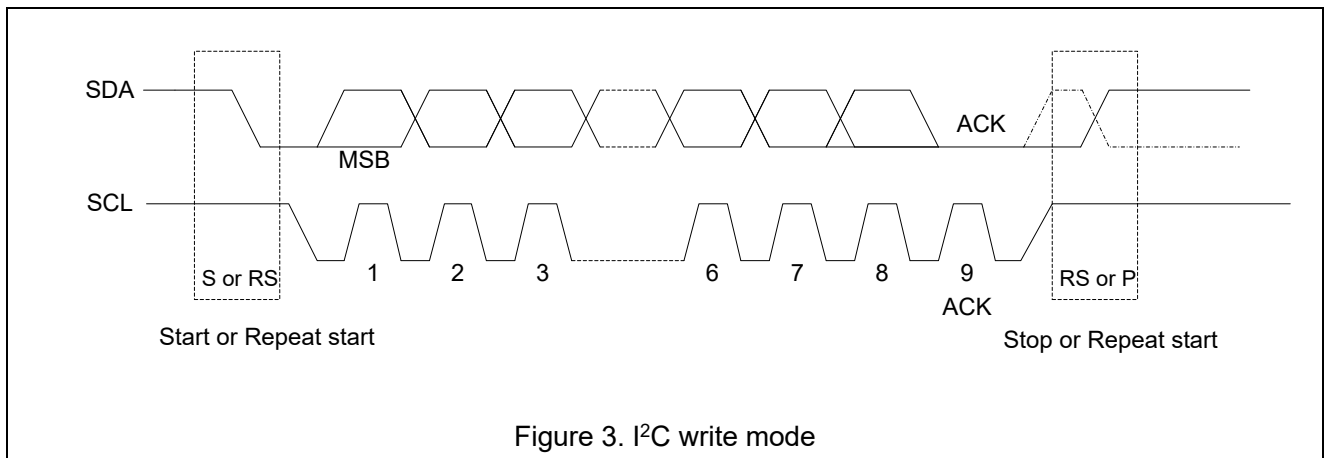 SDA
ACK
MSB
SCL
1 2 3 6 7 8 9
S or RS
RS or P
ACK
Start or Repeat start
Stop or Repeat start
Figure 3. I²C write mode